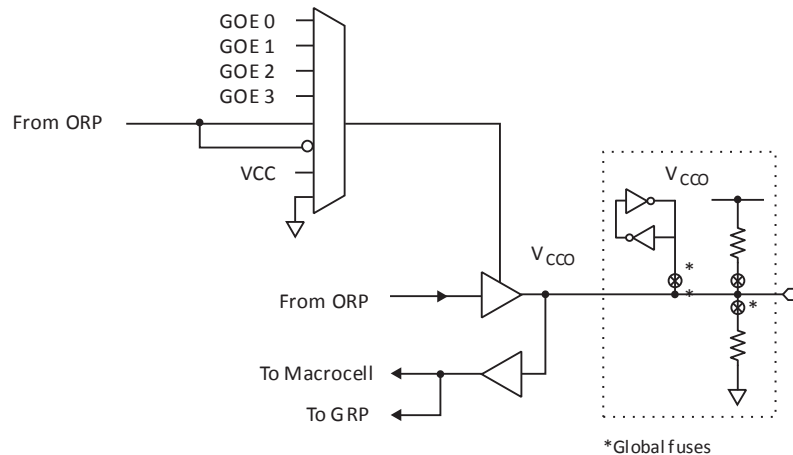 GOE 0
GOE 1
GOE 2
GOE 3
From ORP
VCC
VCCO
VCCO
*
*
*
From ORP
To Macrocell
To GRP
*Global fuses